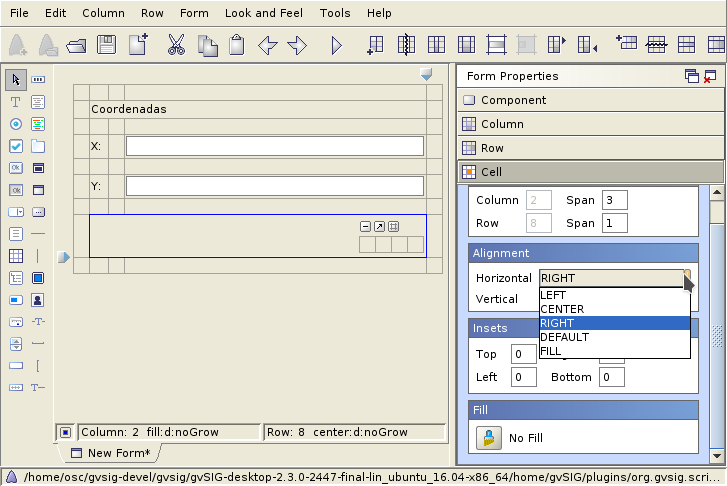 File Edit Column Row Form Look and Feel Tools Help
Form Properties
Component
Column
Row
Cell
Coordenadas
X:
Y:
Column 2 Span 3
Row 8 Span 1
Alignment
Horizontal RIGHT
Vertical
LEFT
CENTER
RIGHT
DEFAULT
FILL
Insets
Top 0
Left 0 Bottom 0
Fill
No Fill
Column: 2 fill:d:noGrow Row: 8 center:d:noGrow
New Form*
/home/osc/gvsig-devel/gvsig/gvSIG-desktop-2.3.0-2447-final-lin_ubuntu_16.04-x86_64/home/gvSIG/plugins/org.gvsig.scri...